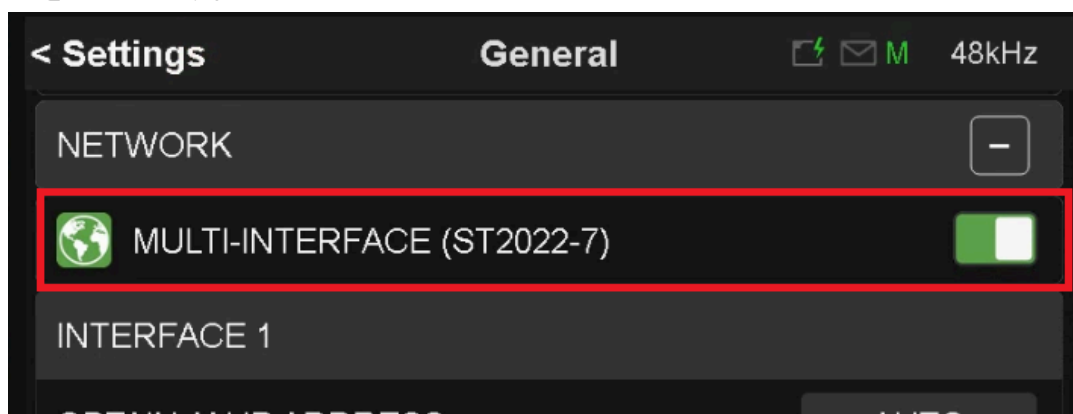 < Settings General M 48kHz
NETWORK
MULTI-INTERFACE (ST2022-7)
INTERFACE 1